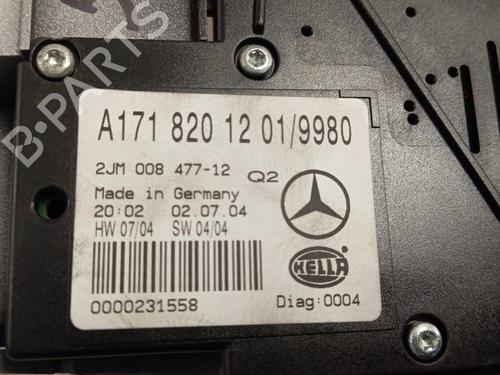 B-PARTS
A171 820 12 01/9980
2JM 008 477-12 Q2
Made in Germany
20:02 02.07.04
HW 07/04 SW 04/04
HELLA
0000231558 Diag:0004